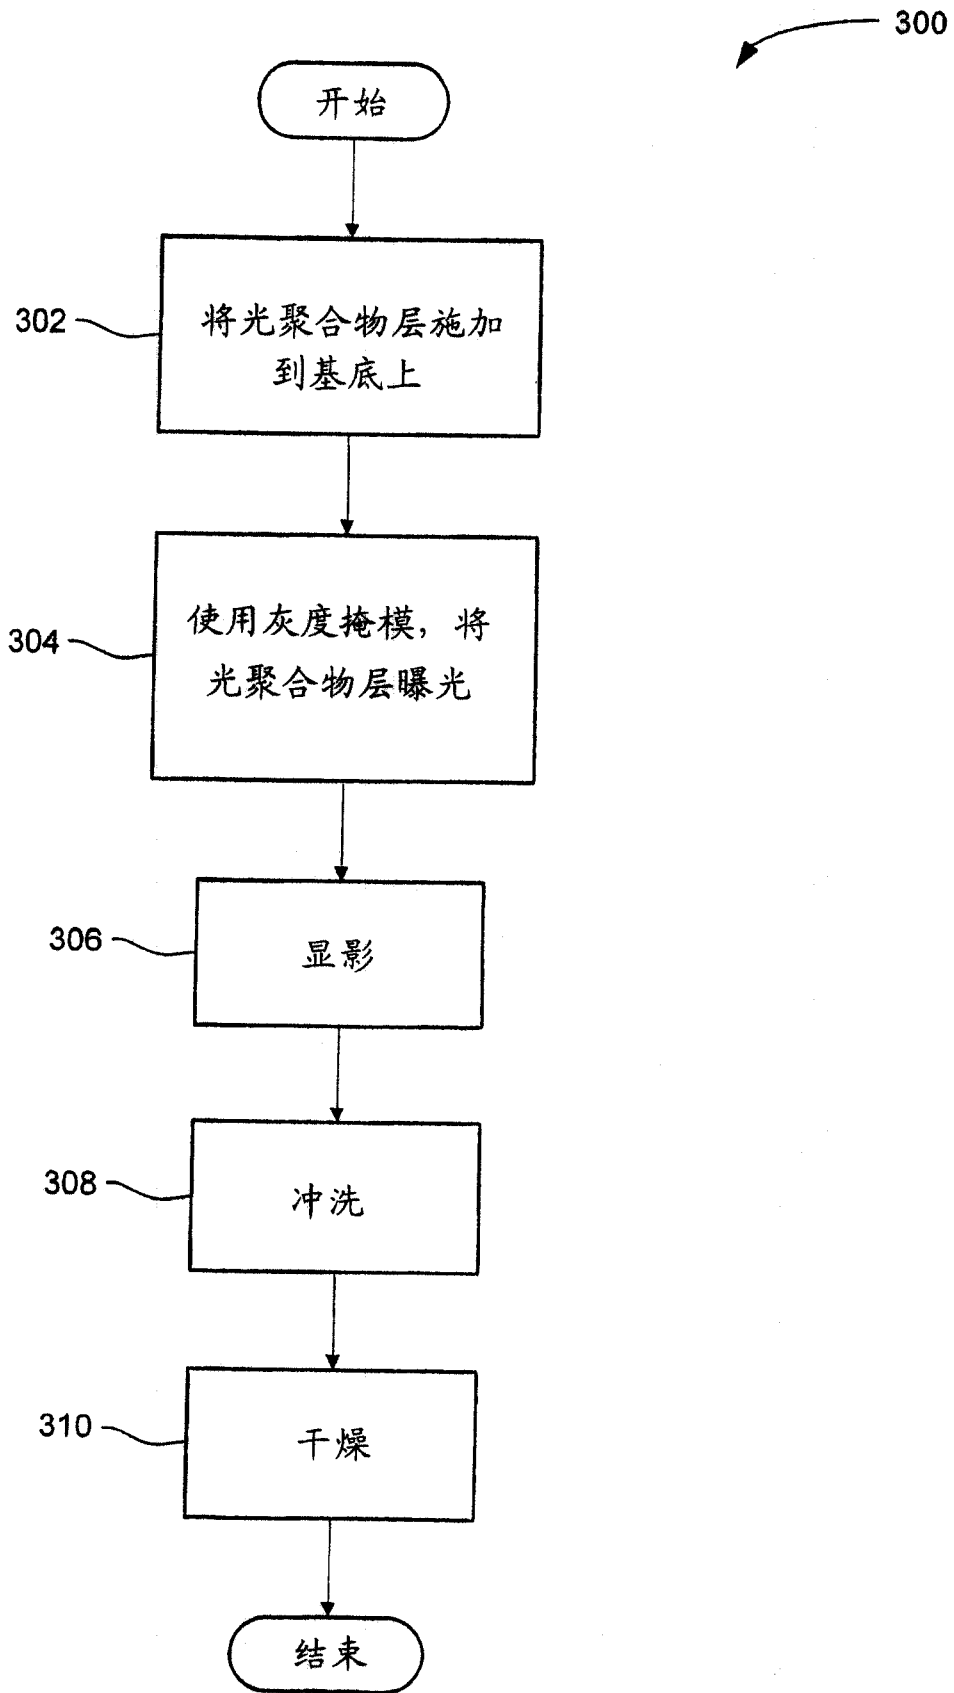 300
开始
302
将光聚合物层施加
到基底上
304
使用灰度掩模，将
光聚合物层曝光
306
显影
308
冲洗
310
干燥
结束